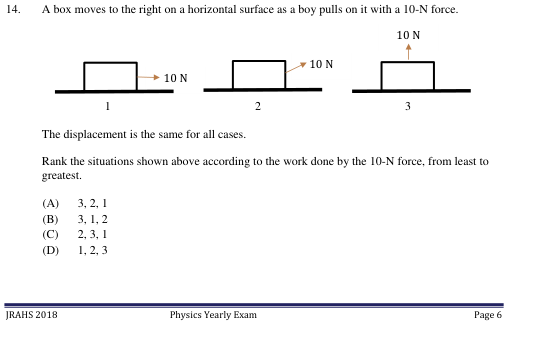 14. A box moves to the right on a horizontal surface as a boy pulls on it with a 10-N force.
10 N
10 N
10 N
1 2 3
The displacement is the same for all cases.
Rank the situations shown above according to the work done by the 10-N force, from least to
greatest.
(A) 3, 2, 1
(B) 3, 1, 2
(C) 2, 3, 1
(D) 1, 2, 3
JRAHS 2018 Physics Yearly Exam Page 6